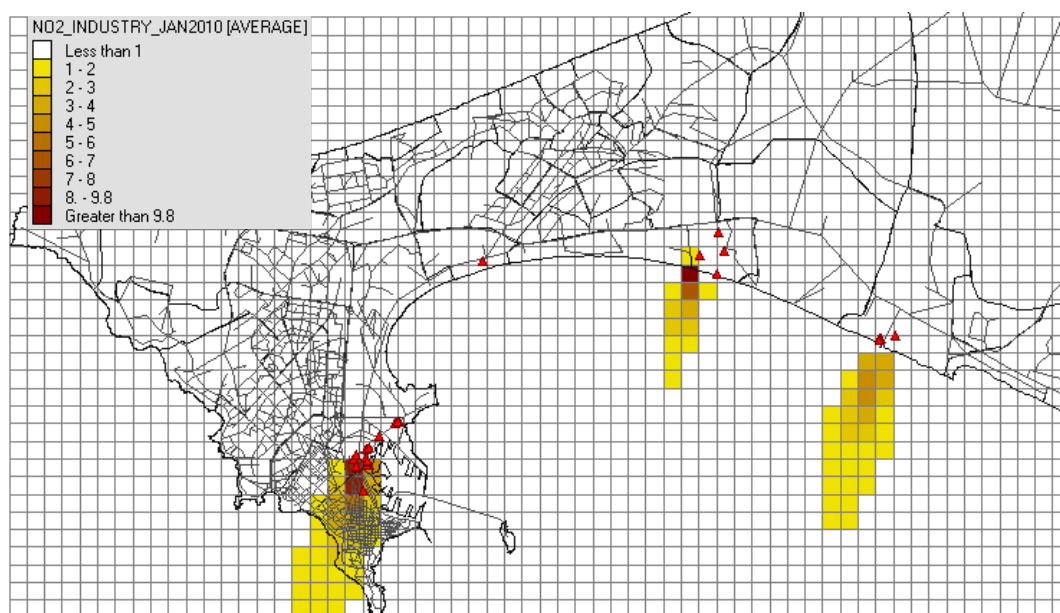 NO2_INDUSTRY_JAN2010 [AVERAGE]
Less than 1
1 - 2
2 - 3
3 - 4
4 - 5
5 - 6
6 - 7
7 - 8
8. - 9.8
Greater than 9.8